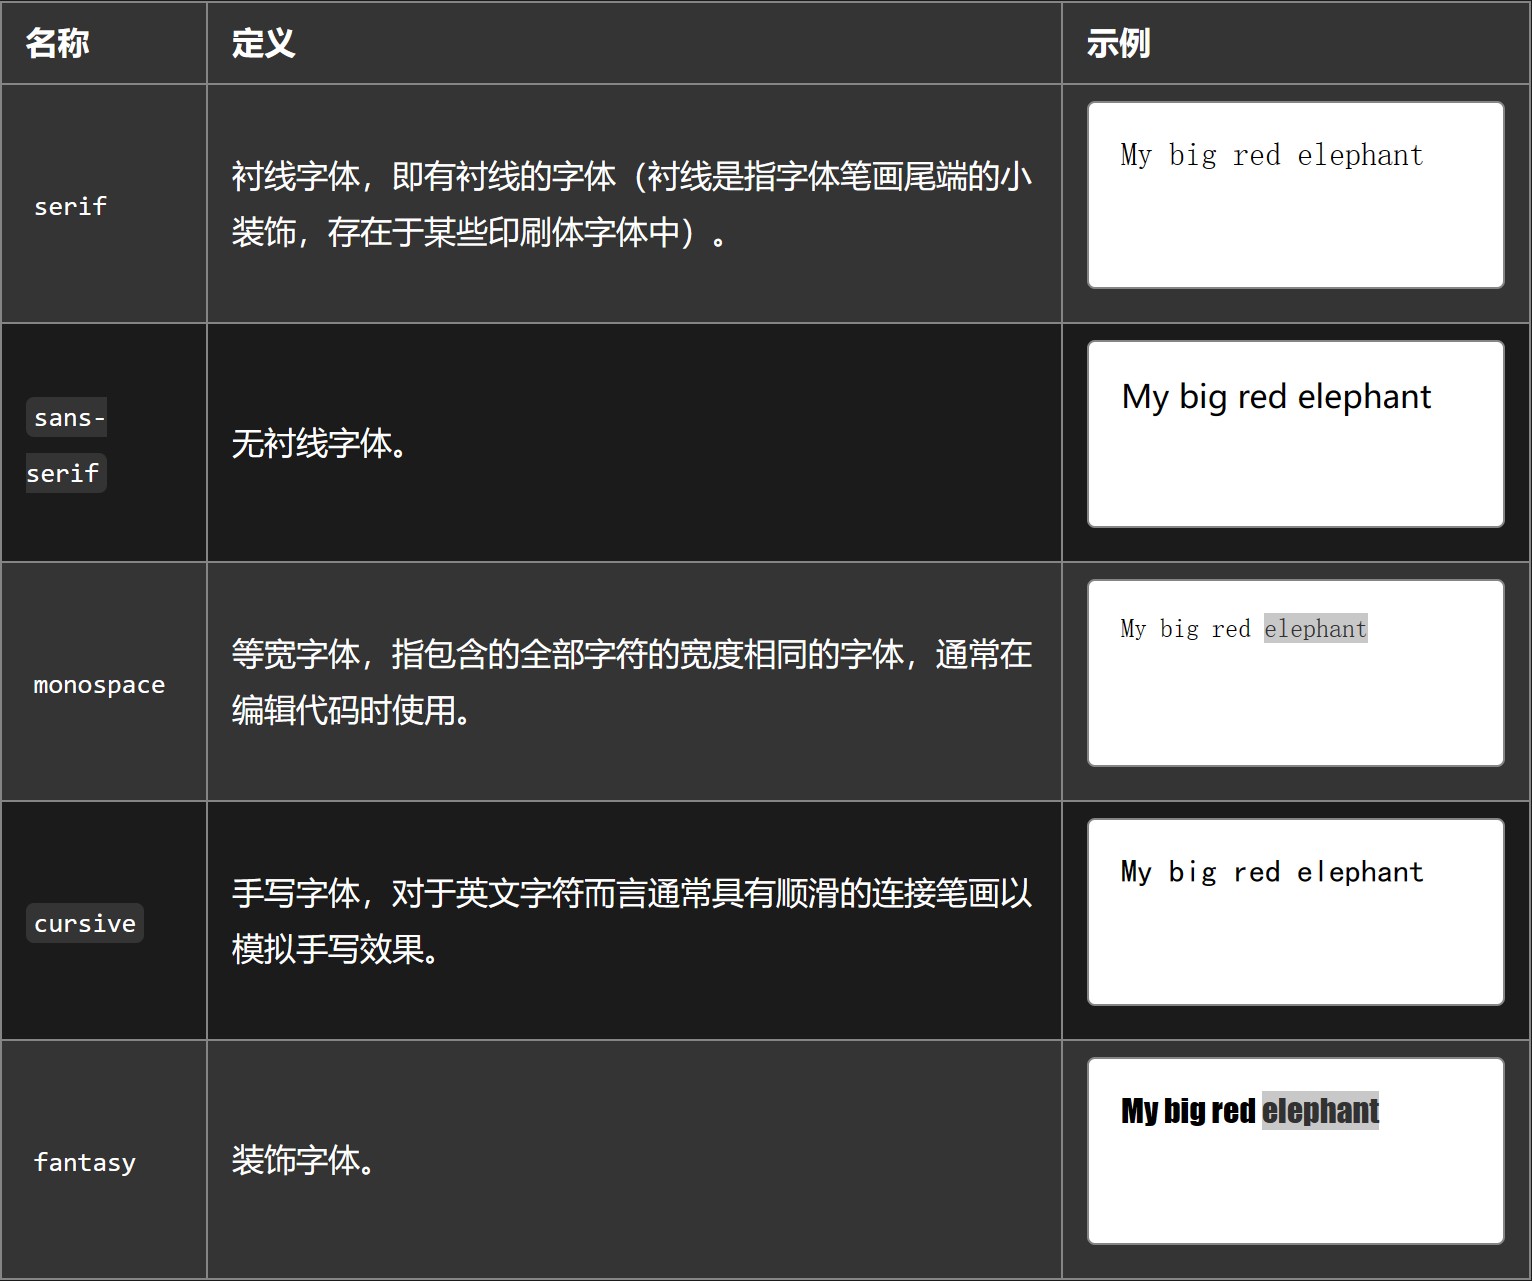 名称 定义 示例
serif
衬线字体，即有衬线的字体（衬线是指字体笔画尾端的小
装饰，存在于某些印刷体字体中）。
My big red elephant
sans-
serif
无衬线字体。
My big red elephant
monospace
等宽字体，指包含的全部字符的宽度相同的字体，通常在
编辑代码时使用。
My big red elephant
cursive
手写字体，对于英文字符而言通常具有顺滑的连接笔画以
模拟手写效果。
My big red elephant
fantasy
装饰字体。
My big red elephant